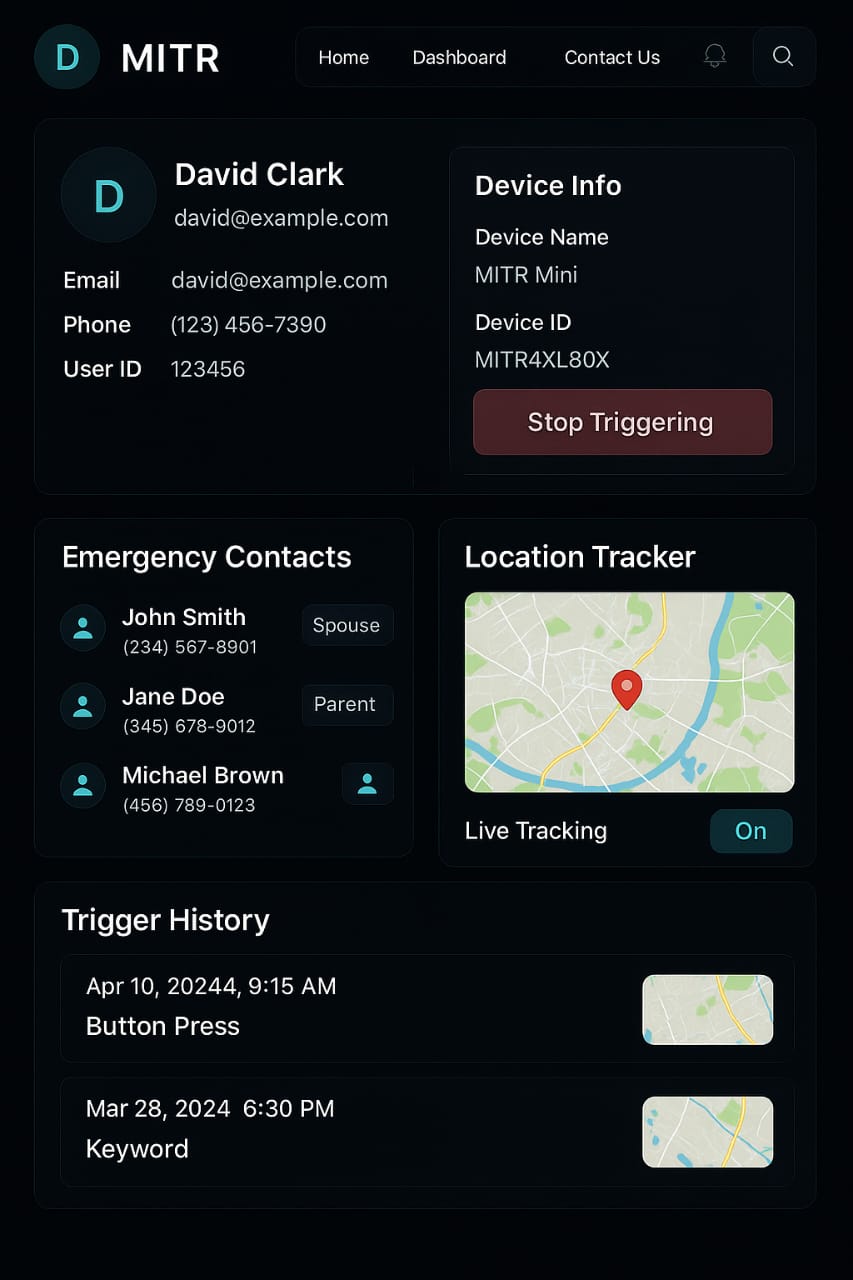 D MITR Home Dashboard Contact Us
D
David Clark
david@example.com
Email david@example.com
Phone (123) 456-7390
User ID 123456
Device Info
Device Name
MITR Mini
Device ID
MITR4XL80X
Stop Triggering
Emergency Contacts
John Smith
(234) 567-8901
Spouse
Jane Doe
(345) 678-9012
Parent
Michael Brown
(456) 789-0123
Location Tracker
Live Tracking On
Trigger History
Apr 10, 20244, 9:15 AM
Button Press
Mar 28, 2024 6:30 PM
Keyword